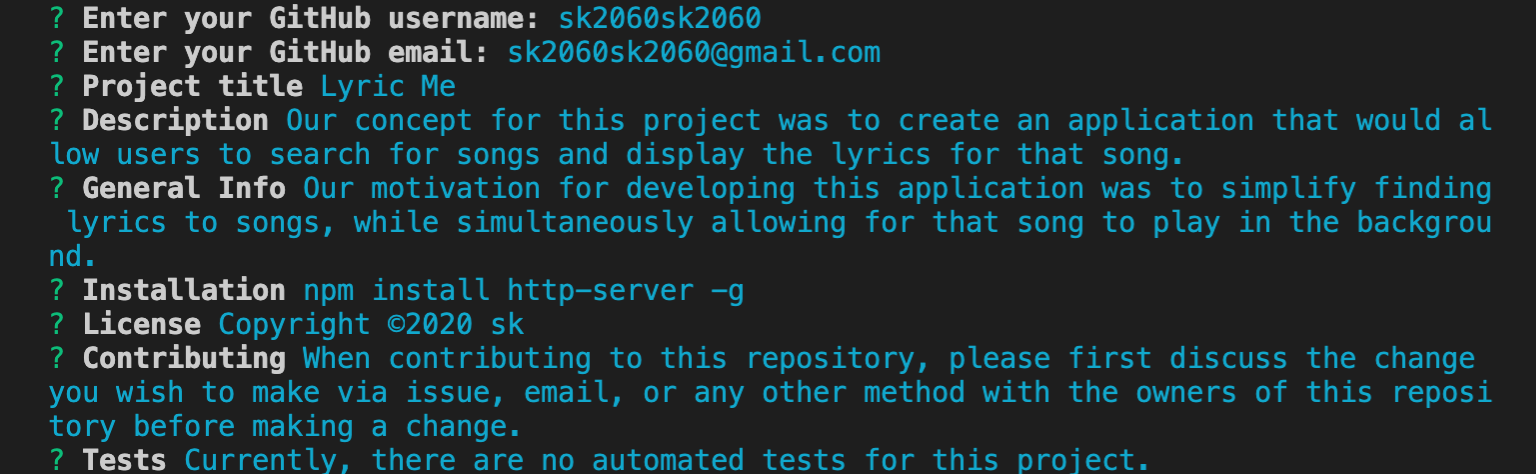 ? Enter your GitHub username: sk2060sk2060
? Enter your GitHub email: sk2060sk2060@gmail.com
? Project title Lyric Me
? Description Our concept for this project was to create an application that would al
low users to search for songs and display the lyrics for that song.
? General Info Our motivation for developing this application was to simplify finding
 lyrics to songs, while simultaneously allowing for that song to play in the backgrou
nd.
? Installation npm install http-server -g
? License Copyright ©2020 sk
? Contributing When contributing to this repository, please first discuss the change
you wish to make via issue, email, or any other method with the owners of this reposi
tory before making a change.
? Tests Currently, there are no automated tests for this project.